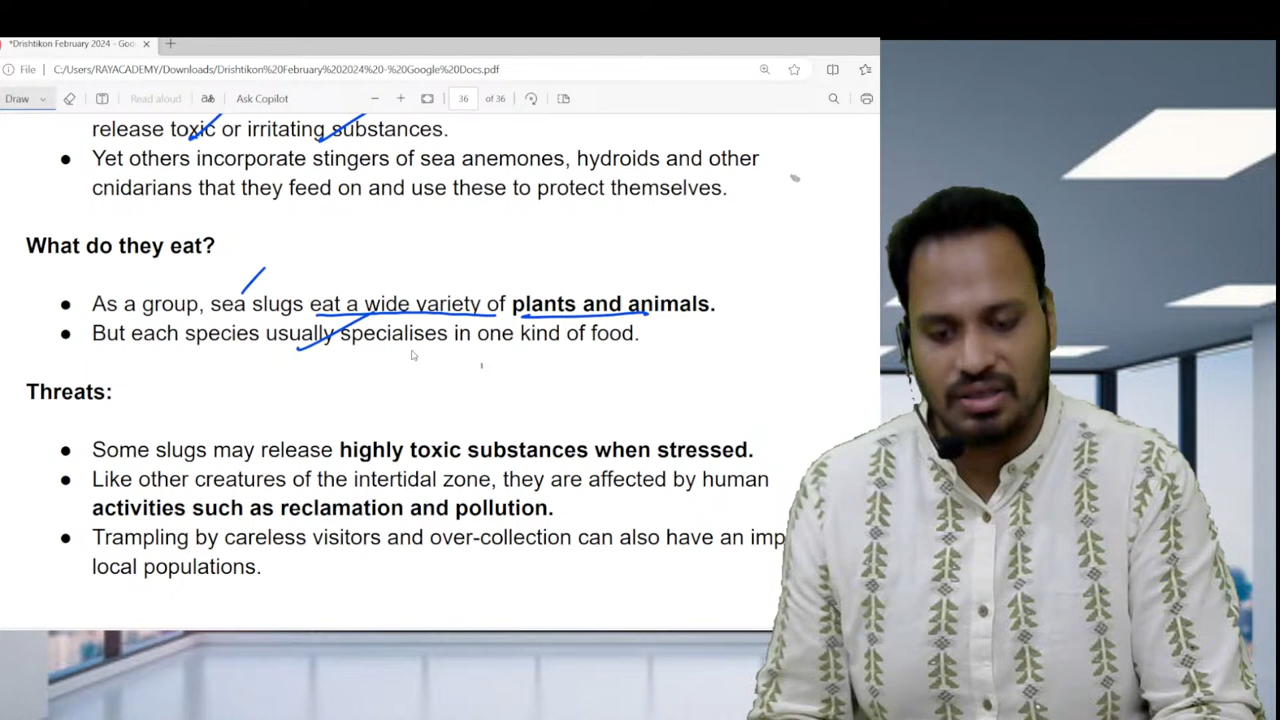 *Drishtikon February 2024 - Goo
File C:/Users/RAYACADEMY/Downloads/Drishtikon%20February%202024%20-%20Google%20Docs.pdf
Draw Read aloud Ask Copilot 36 of 36
release toxic or irritating substances.
● Yet others incorporate stingers of sea anemones, hydroids and other
cnidarians that they feed on and use these to protect themselves.
What do they eat?
● As a group, sea slugs eat a wide variety of plants and animals.
● But each species usually specialises in one kind of food.
Threats:
● Some slugs may release highly toxic substances when stressed.
● Like other creatures of the intertidal zone, they are affected by human
activities such as reclamation and pollution.
● Trampling by careless visitors and over-collection can also have an imp
local populations.